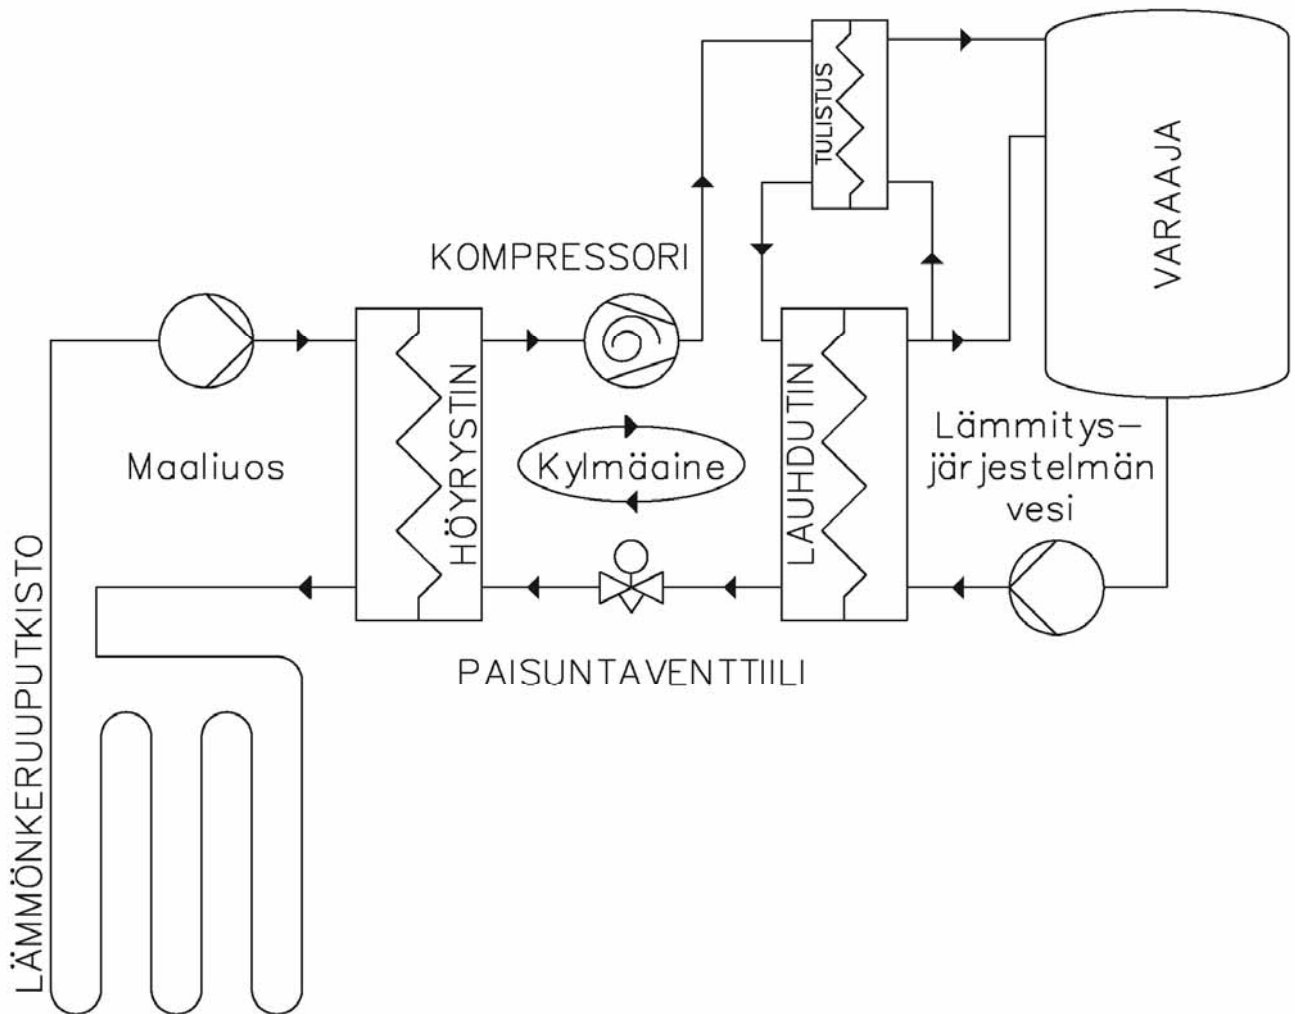 TULISTUS
VARAAJA
KOMPRESSORI
HÖYRYSTIN
LAUHDUTIN
Maaliuos
Kylmäaine
Lämmitys–
järjestelmän
vesi
LÄMMÖNKERUUPUTKISTO
PAISUNTAVENTTIILI